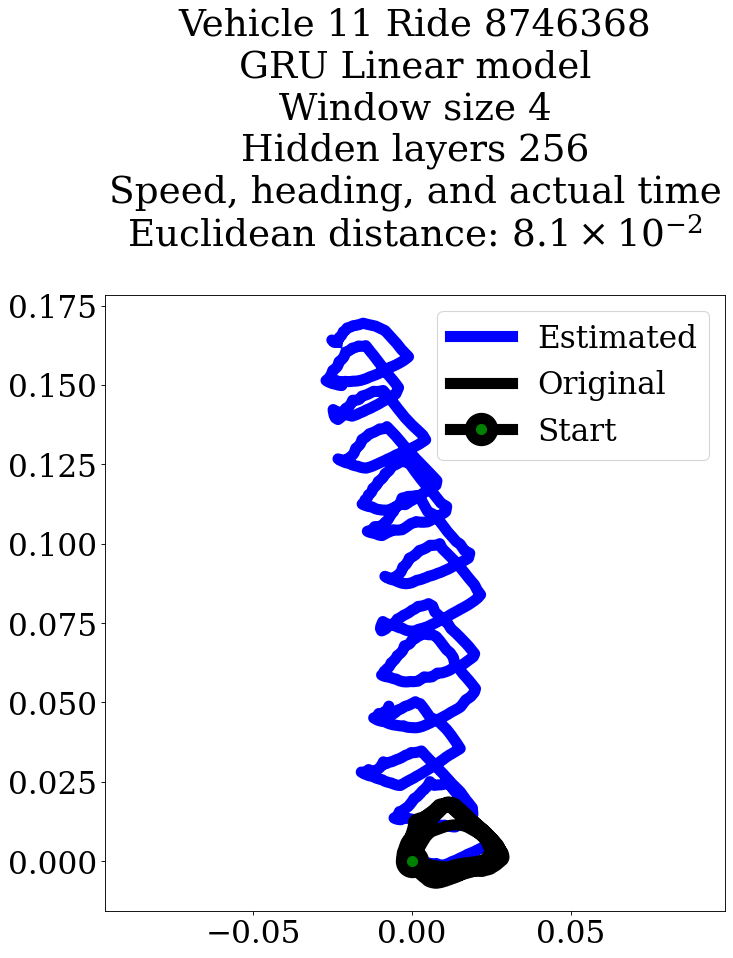 Vehicle 11 Ride 8746368
GRU Linear model
Window size 4
Hidden layers 256
Speed, heading, and actual time
Euclidean distance: 8.1 × 10⁻²
0.175
0.150
0.125
0.100
0.075
0.050
0.025
0.000
Estimated
Original
Start
−0.05
0.00
0.05